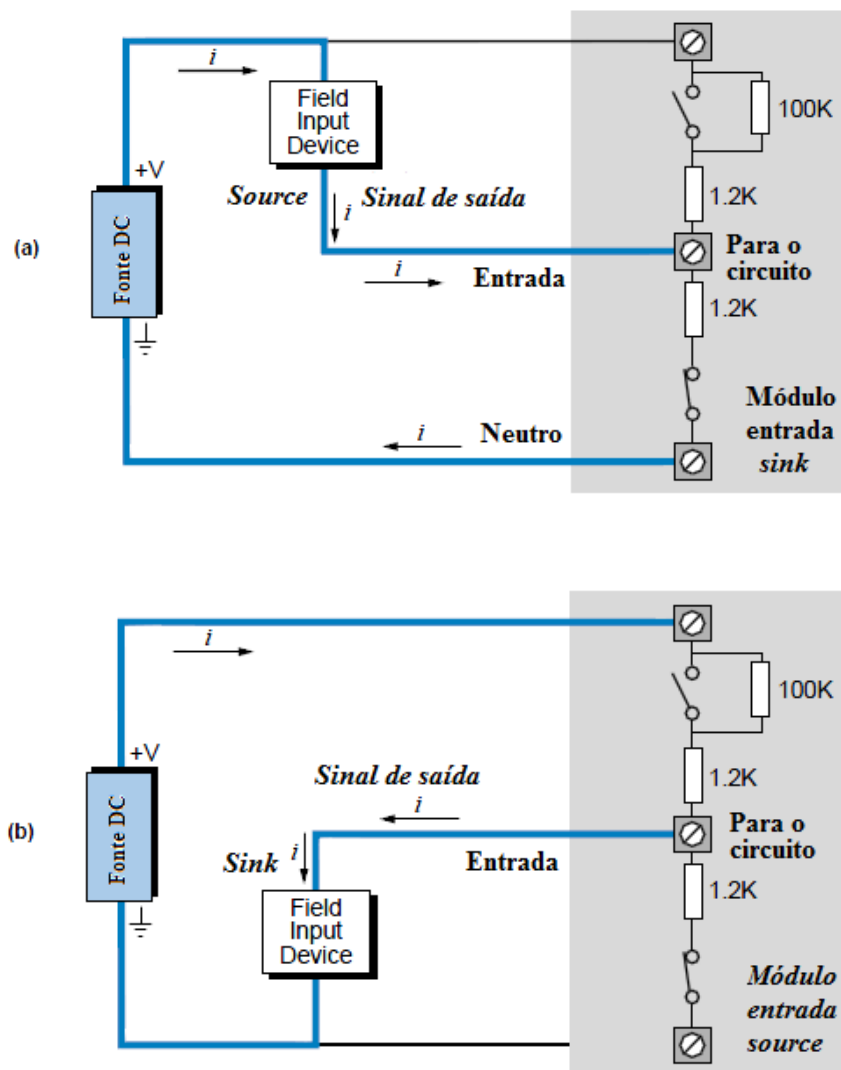 (a)
i
+V
Fonte DC
Field
Input
Device
Source
Sinal de saída
i
i
Entrada
i
Neutro
100K
1.2K
Para o
circuito
1.2K
Módulo
entrada
sink
(b)
i
+V
Fonte DC
Sinal de saída
i
Sink
i
Entrada
Field
Input
Device
100K
1.2K
Para o
circuito
1.2K
Módulo
entrada
source